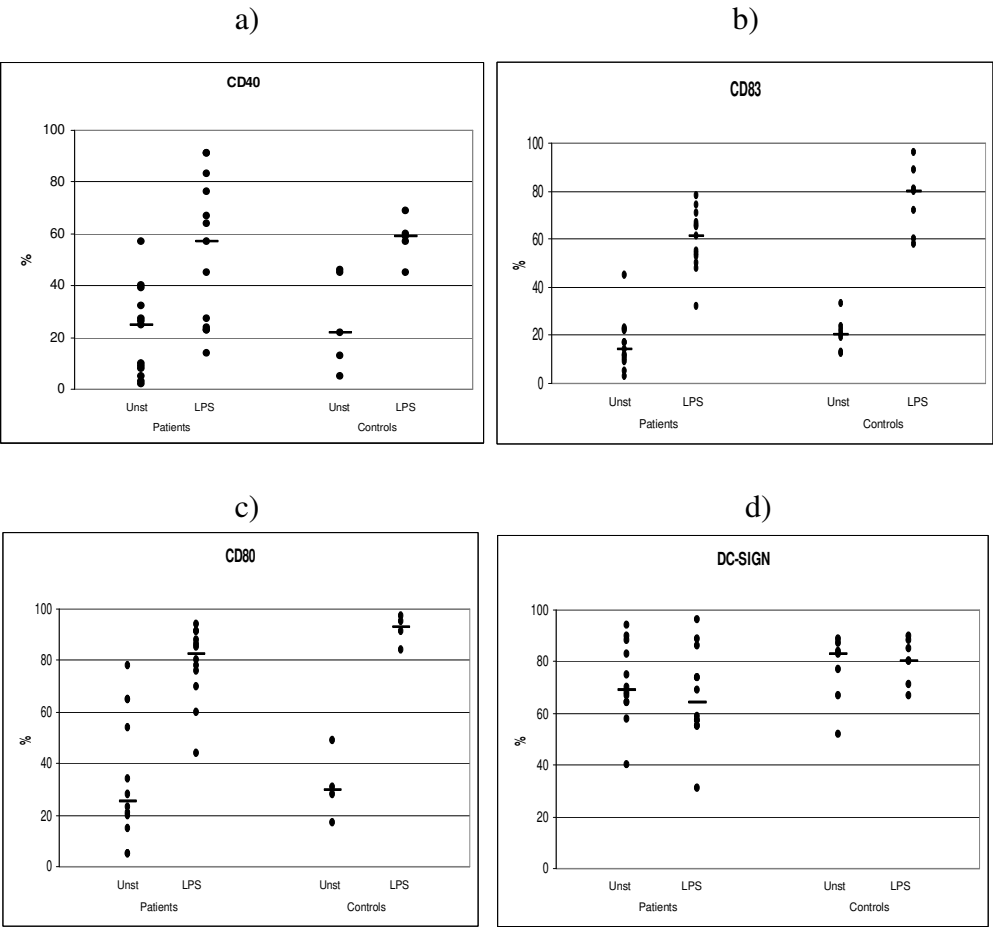 a)
CD40
100
80
60
40
20
0
%
Unst LPS Unst LPS
Patients Controls
b)
CD83
100
80
60
40
20
0
%
Unst LPS Unst LPS
Patients Controls
c)
CD80
100
80
60
40
20
0
%
Unst LPS Unst LPS
Patients Controls
d)
DC-SIGN
100
80
60
40
20
0
%
Unst LPS Unst LPS
Patients Controls